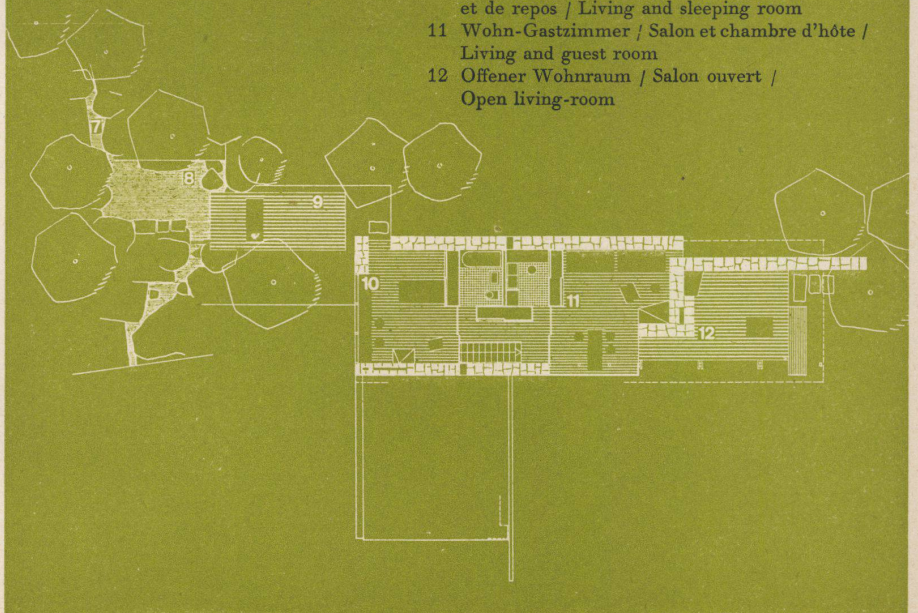 et de repos / Living and sleeping room
11 Wohn-Gastzimmer / Salon et chambre d'hôte /
Living and guest room
12 Offener Wohnraum / Salon ouvert /
Open living-room
7
8
9
10
11
12